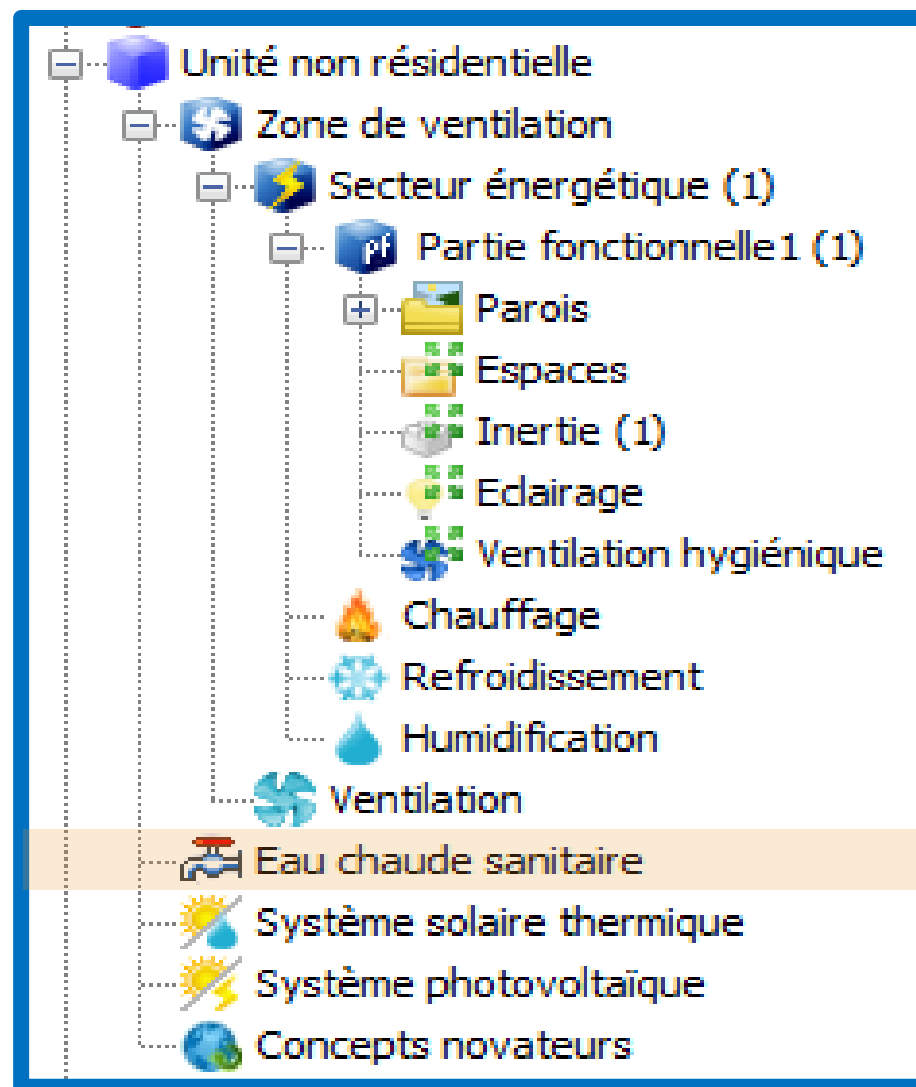 Unité non résidentielle
Zone de ventilation
Secteur énergétique (1)
pf Partie fonctionnelle1 (1)
Parois
Espaces
Inertie (1)
Eclairage
Ventilation hygiénique
Chauffage
Refroidissement
Humidification
Ventilation
Eau chaude sanitaire
Système solaire thermique
Système photovoltaïque
Concepts novateurs